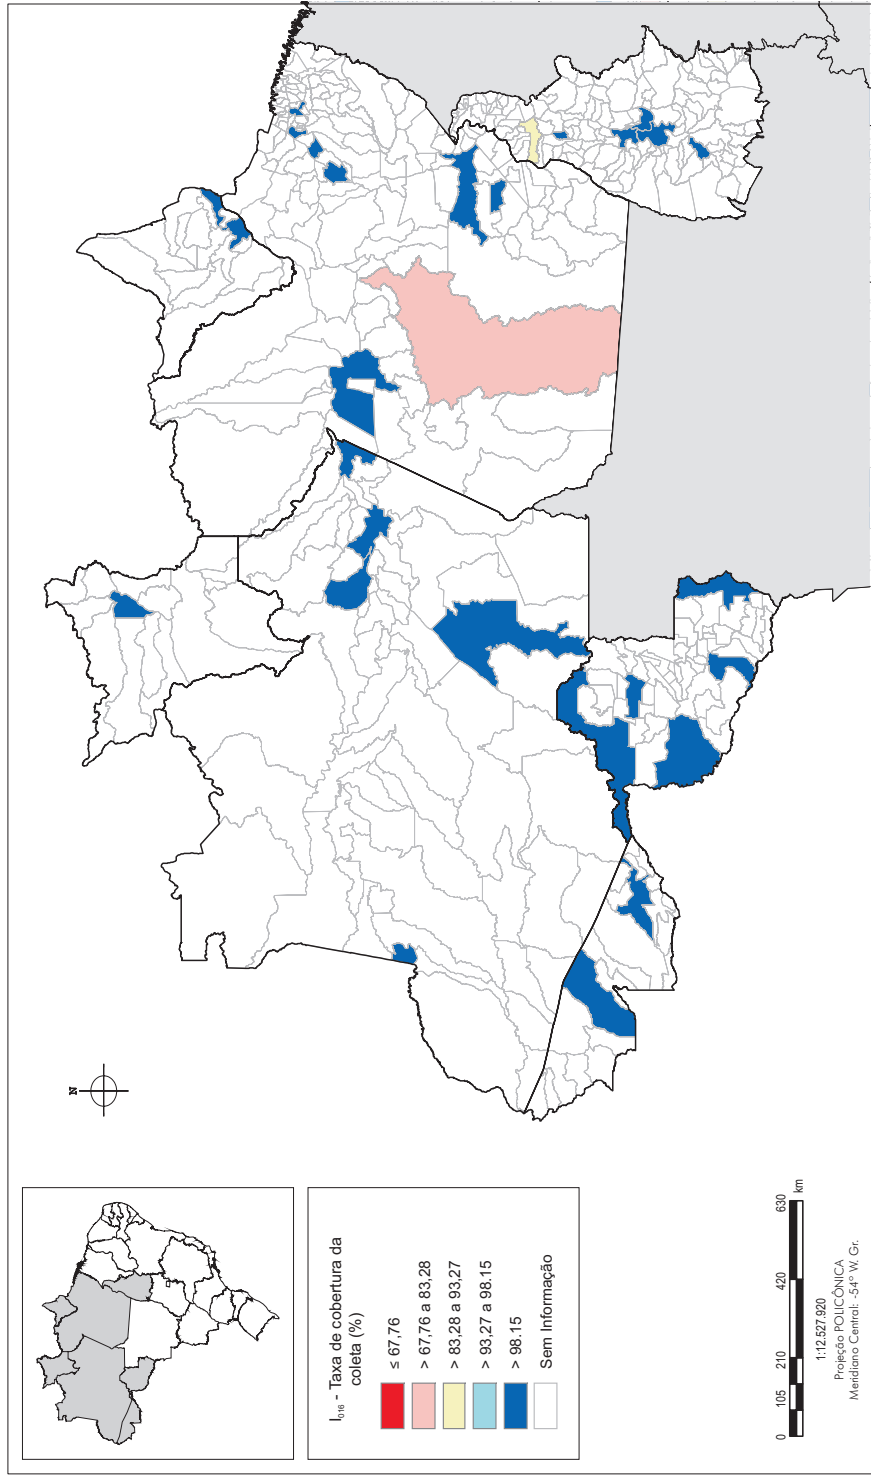 N
I016 - Taxa de cobertura da
coleta (%)
≤ 67,76
> 67,76 a 83,28
> 83,28 a 93,27
> 93,27 a 98.15
> 98.15
Sem Informação
0 105 210 420 630
km
1:12.527.920
Projeção POLICÔNICA
Meridiano Central: -54° W. Gr.